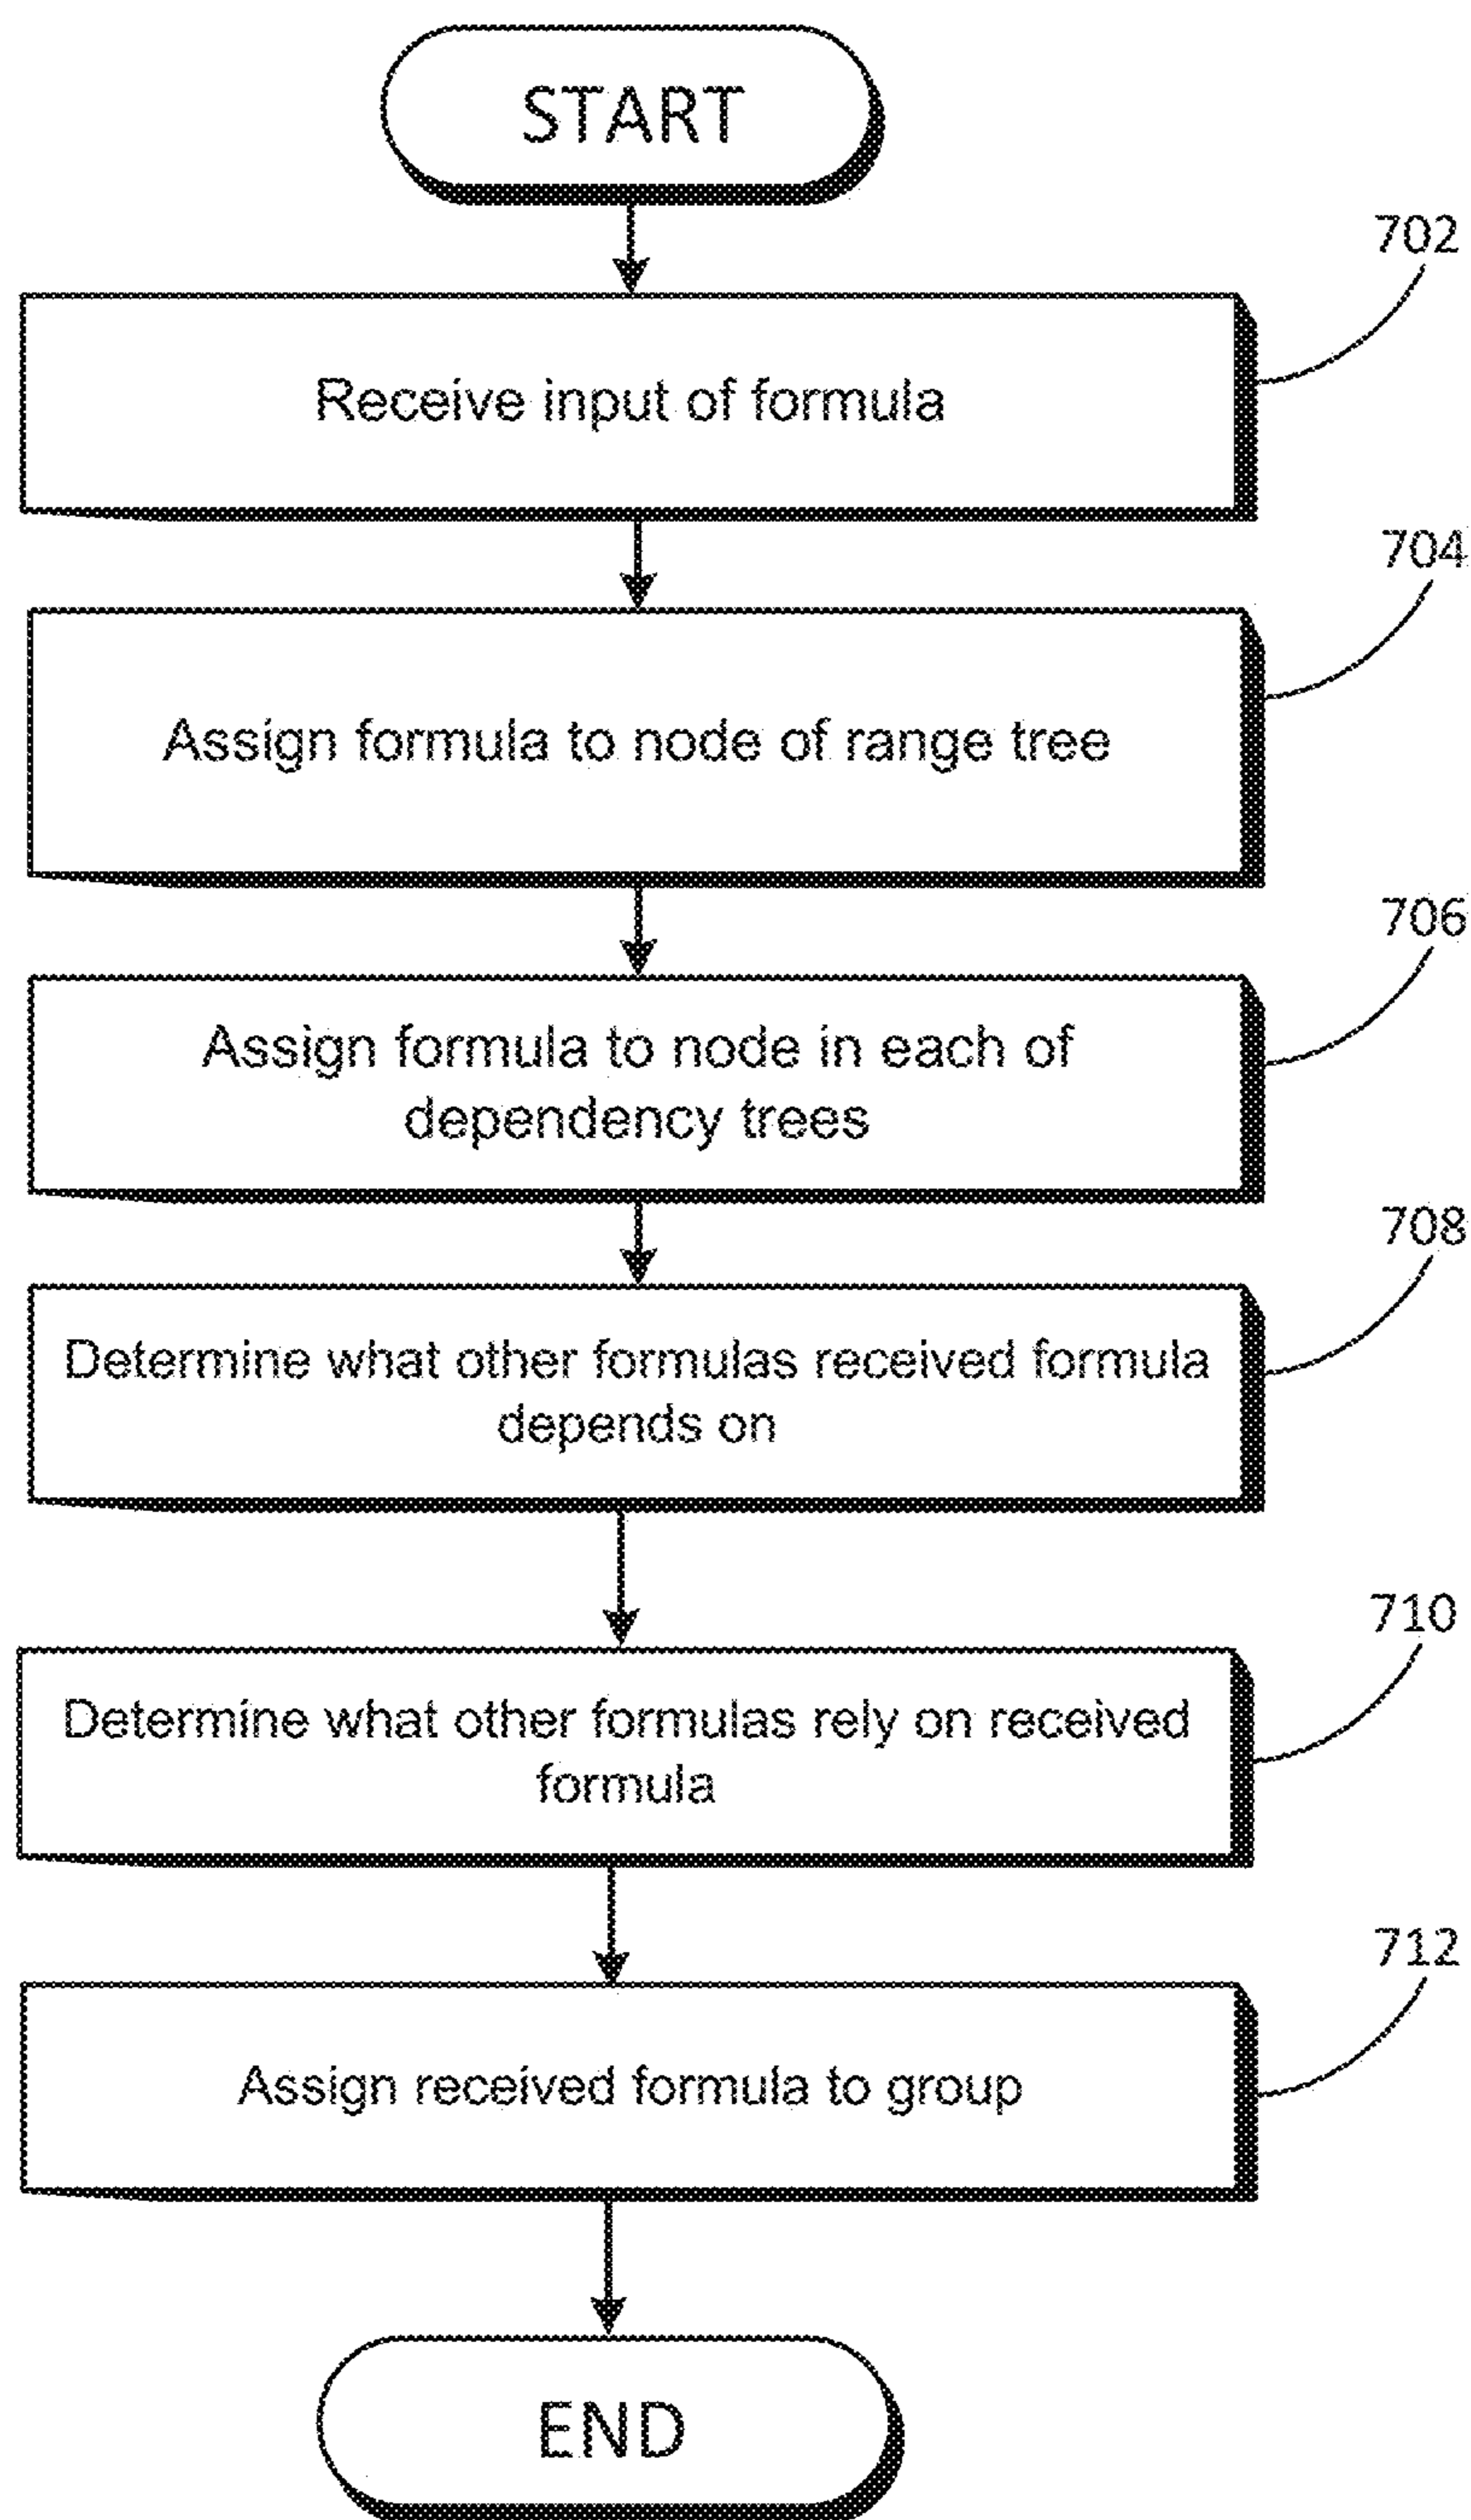 START
702
Receive input of formula
704
Assign formula to node of range tree
706
Assign formula to node in each of
dependency trees
708
Determine what other formulas received formula
depends on
710
Determine what other formulas rely on received
formula
712
Assign received formula to group
END